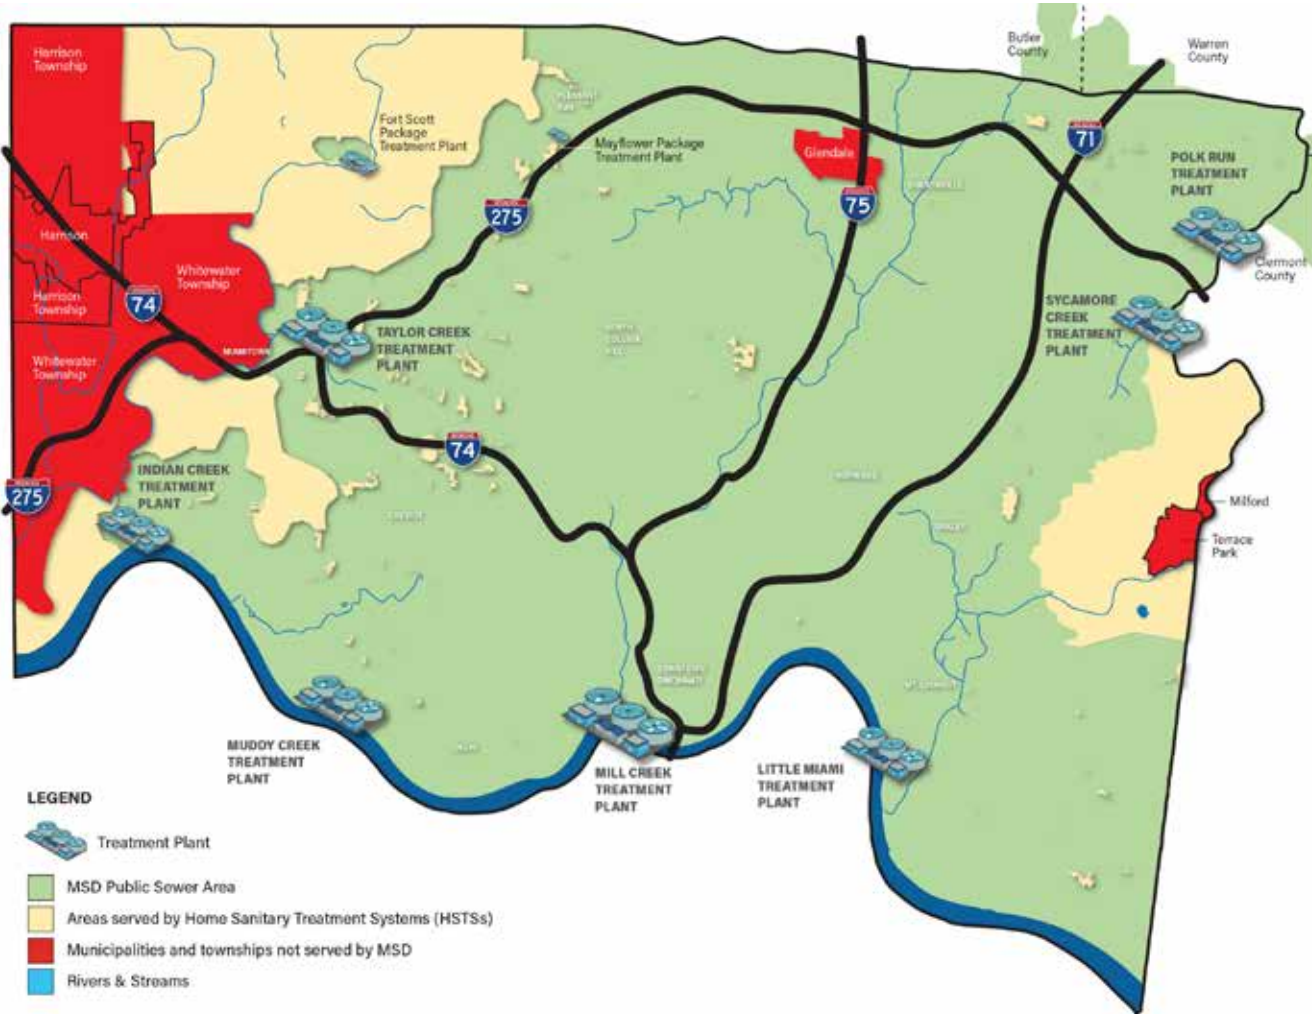 Harrison
Township
Butler
County
Warren
County
Fort Scott
Package
Treatment Plant
Mayflower Package
Treatment Plant
Glendale
71
POLK RUN
TREATMENT
PLANT
275
75
Harrison
Whitewater
Township
Clermont
County
Harrison
Township
74
SYCAMORE
CREEK
TREATMENT
PLANT
TAYLOR CREEK
TREATMENT
PLANT
MIAMITOWN
Whitewater
Township
74
INDIAN CREEK
TREATMENT
PLANT
275
Milford
Terrace
Park
MUDDY CREEK
TREATMENT
PLANT
MILL CREEK
TREATMENT
PLANT
LITTLE MIAMI
TREATMENT
PLANT
LEGEND
Treatment Plant
MSD Public Sewer Area
Areas served by Home Sanitary Treatment Systems (HSTSs)
Municipalities and townships not served by MSD
Rivers & Streams